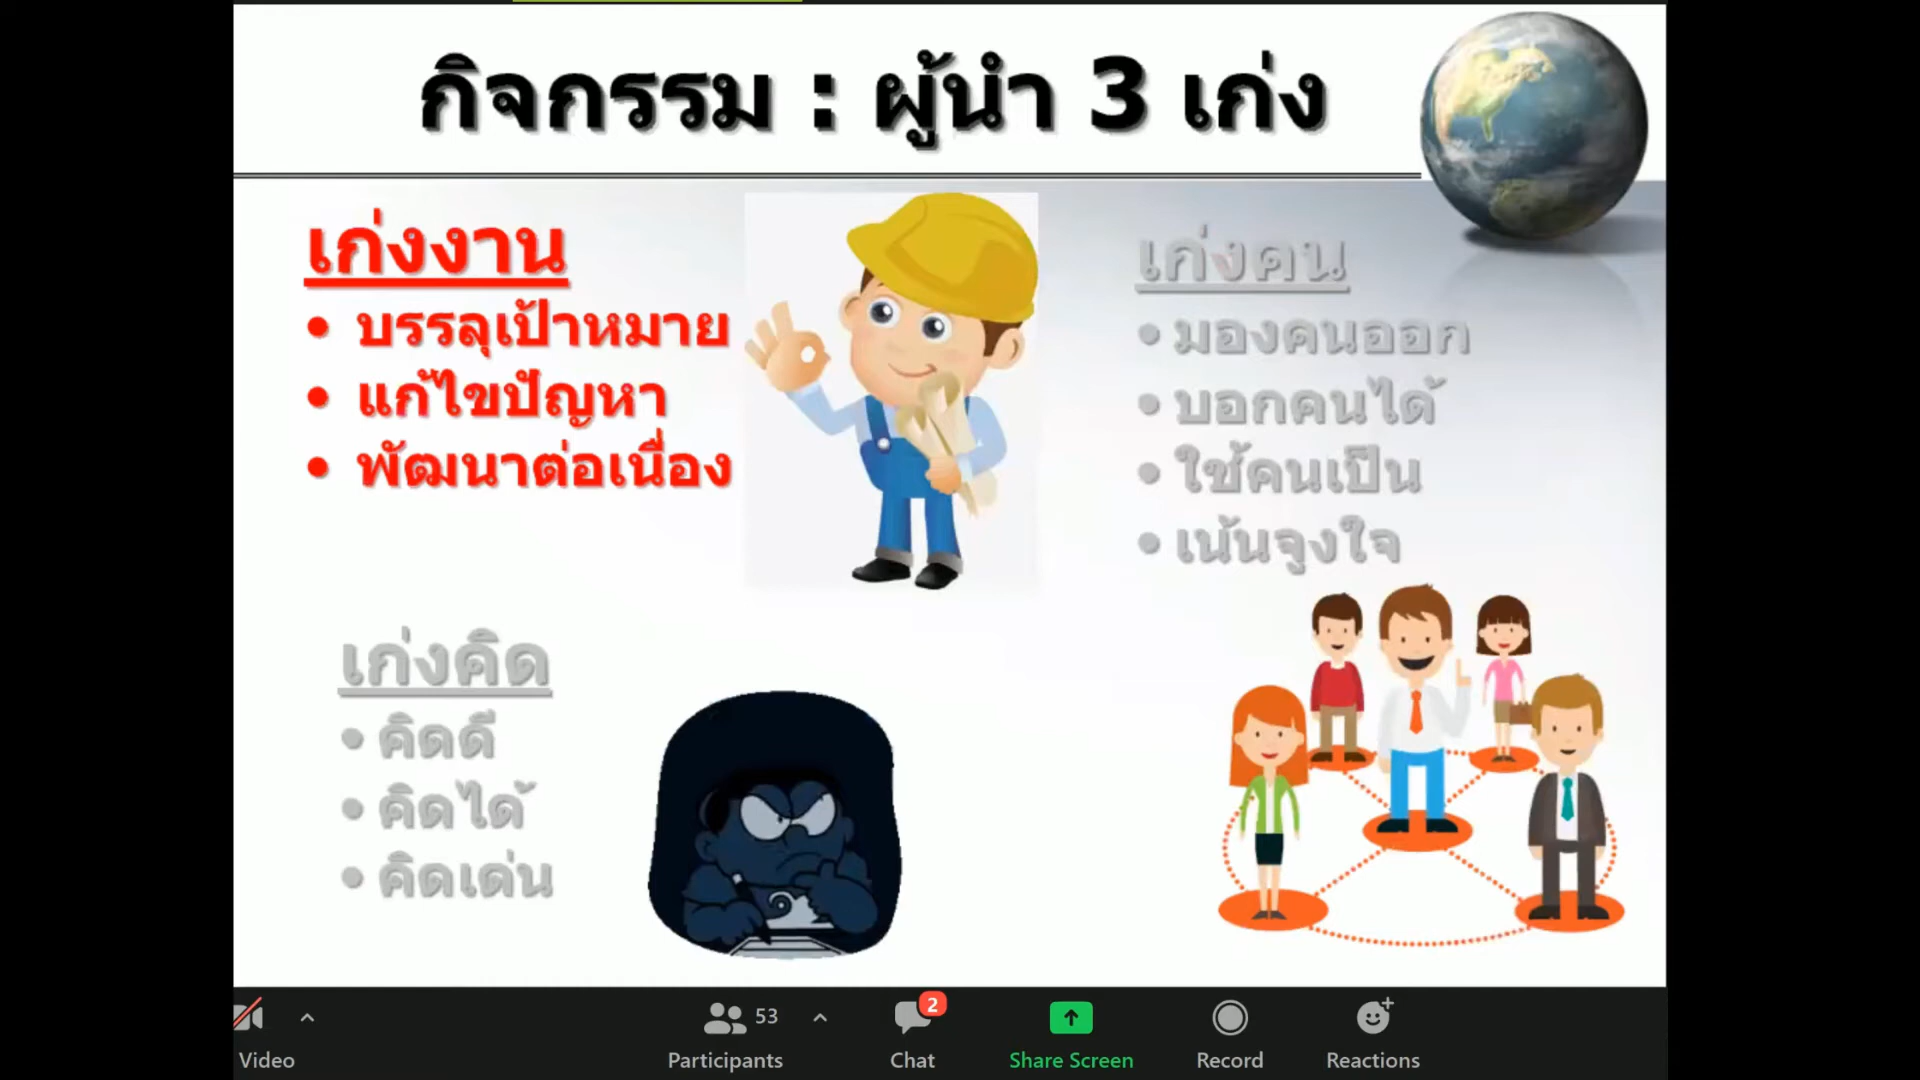 กิจกรรม : ผู้นำ 3 เก่ง
เก่งงาน
• บรรลุเป้าหมาย
• แก้ไขปัญหา
• พัฒนาต่อเนื่อง
เก่งคน
• มองคนออก
• บอกคนได้
• ใช้คนเป็น
• เน้นจูงใจ
เก่งคิด
• คิดดี
• คิดได้
• คิดเด่น
53
2
Video
Participants
Chat
Share Screen
Record
Reactions